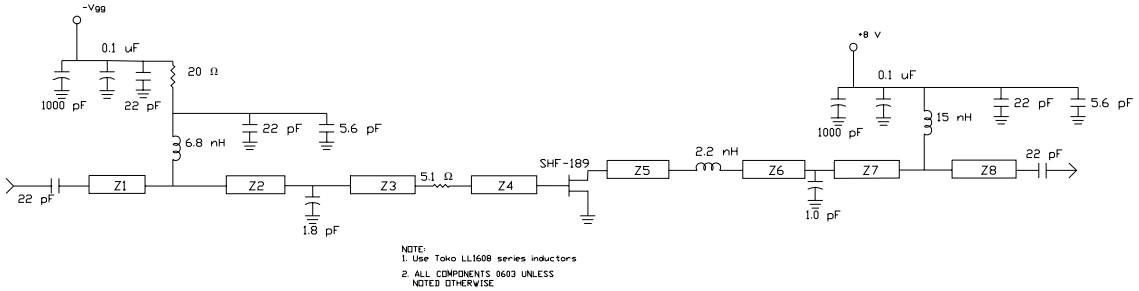 -Vgg
0.1 uF
20 Ω
1000 pF
22 pF
22 pF
5.6 pF
6.8 nH
22 pF
Z1
Z2
1.8 pF
Z3
5.1 Ω
Z4
SHF-189
Z5
2.2 nH
Z6
1.0 pF
Z7
+8 V
0.1 uF
1000 pF
15 nH
22 pF
5.6 pF
Z8
22 pF
NOTE:
1. Use Toko LL1608 series inductors
2. ALL COMPONENTS 0603 UNLESS
NOTED OTHERWISE